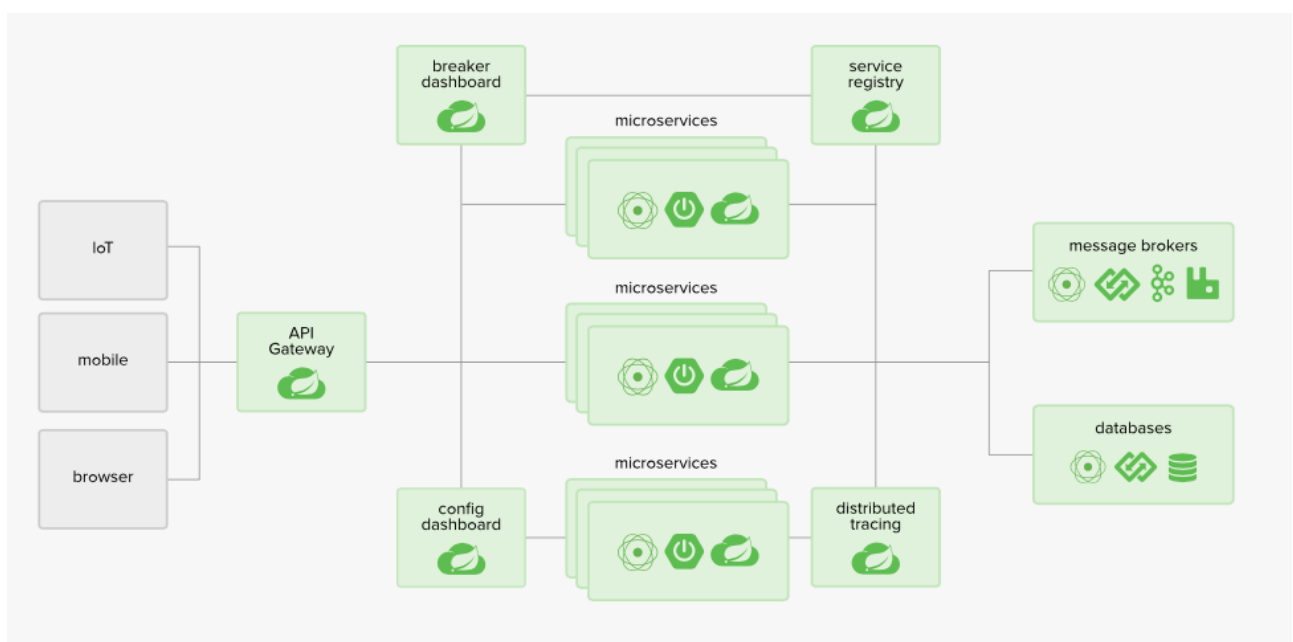 breaker
dashboard
service
registry
microservices
IoT
mobile
browser
API
Gateway
microservices
message brokers
databases
microservices
config
dashboard
distributed
tracing